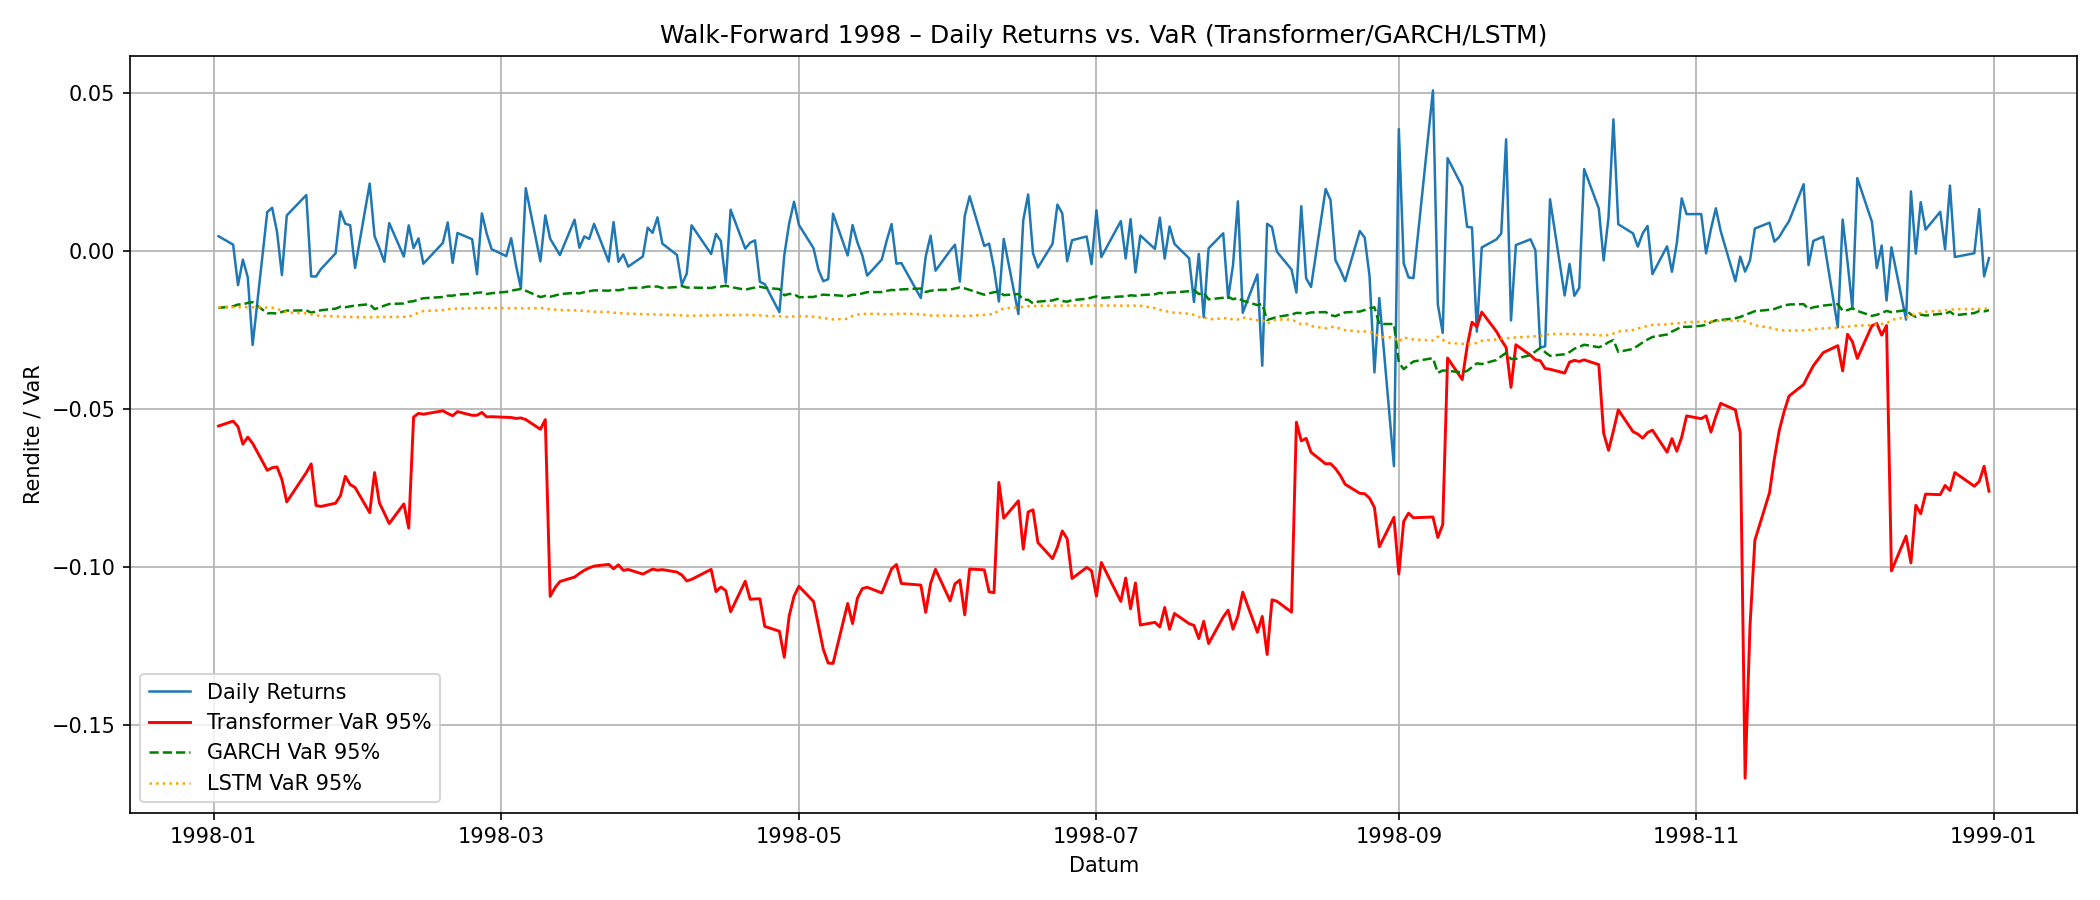 Walk-Forward 1998 – Daily Returns vs. VaR (Transformer/GARCH/LSTM)
Rendite / VaR
0.05
0.00
−0.05
−0.10
−0.15
Daily Returns
Transformer VaR 95%
GARCH VaR 95%
LSTM VaR 95%
1998-01 1998-03 1998-05 1998-07 1998-09 1998-11 1999-01
Datum